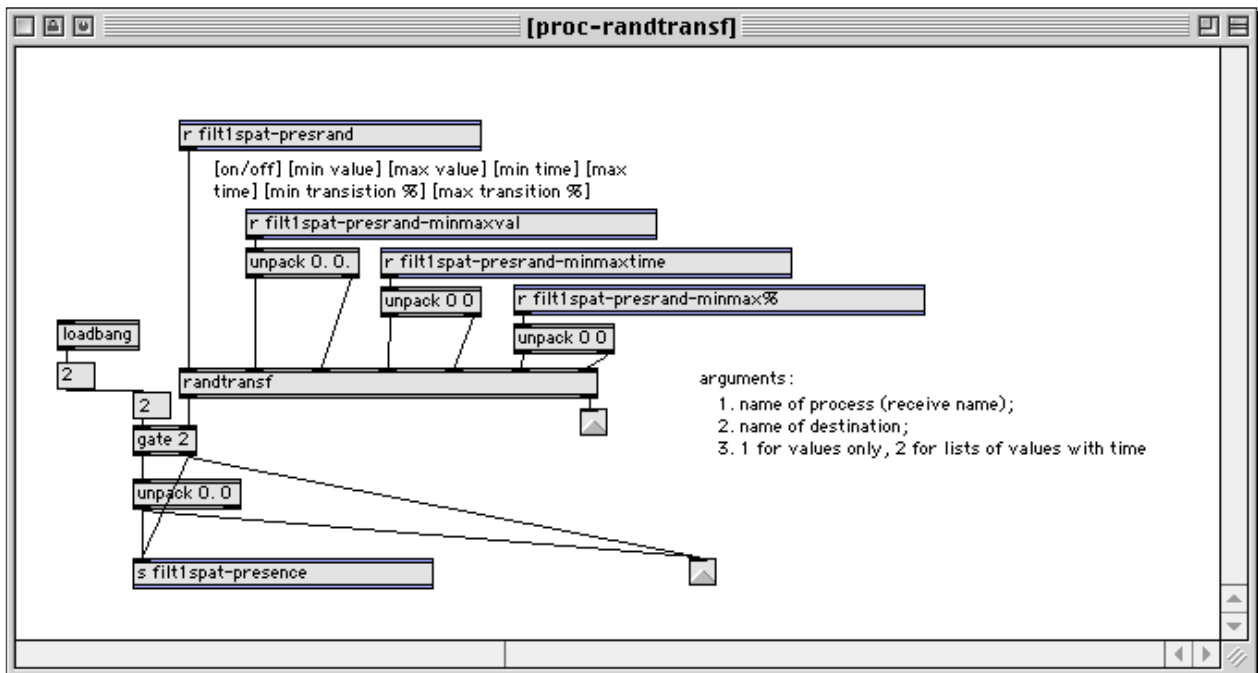 [proc-randtransf]
r filt1spat-presrand
[on/off] [min value] [max value] [min time] [max
time] [min transistion %] [max transition %]
r filt1spat-presrand-minmaxval
unpack 0. 0.
r filt1spat-presrand-minmaxtime
unpack 0 0
r filt1spat-presrand-minmax%
unpack 0 0
loadbang
2
randtransf
2
gate 2
unpack 0. 0
s filt1spat-presence
arguments:
1. name of process (receive name);
2. name of destination;
3. 1 for values only, 2 for lists of values with time